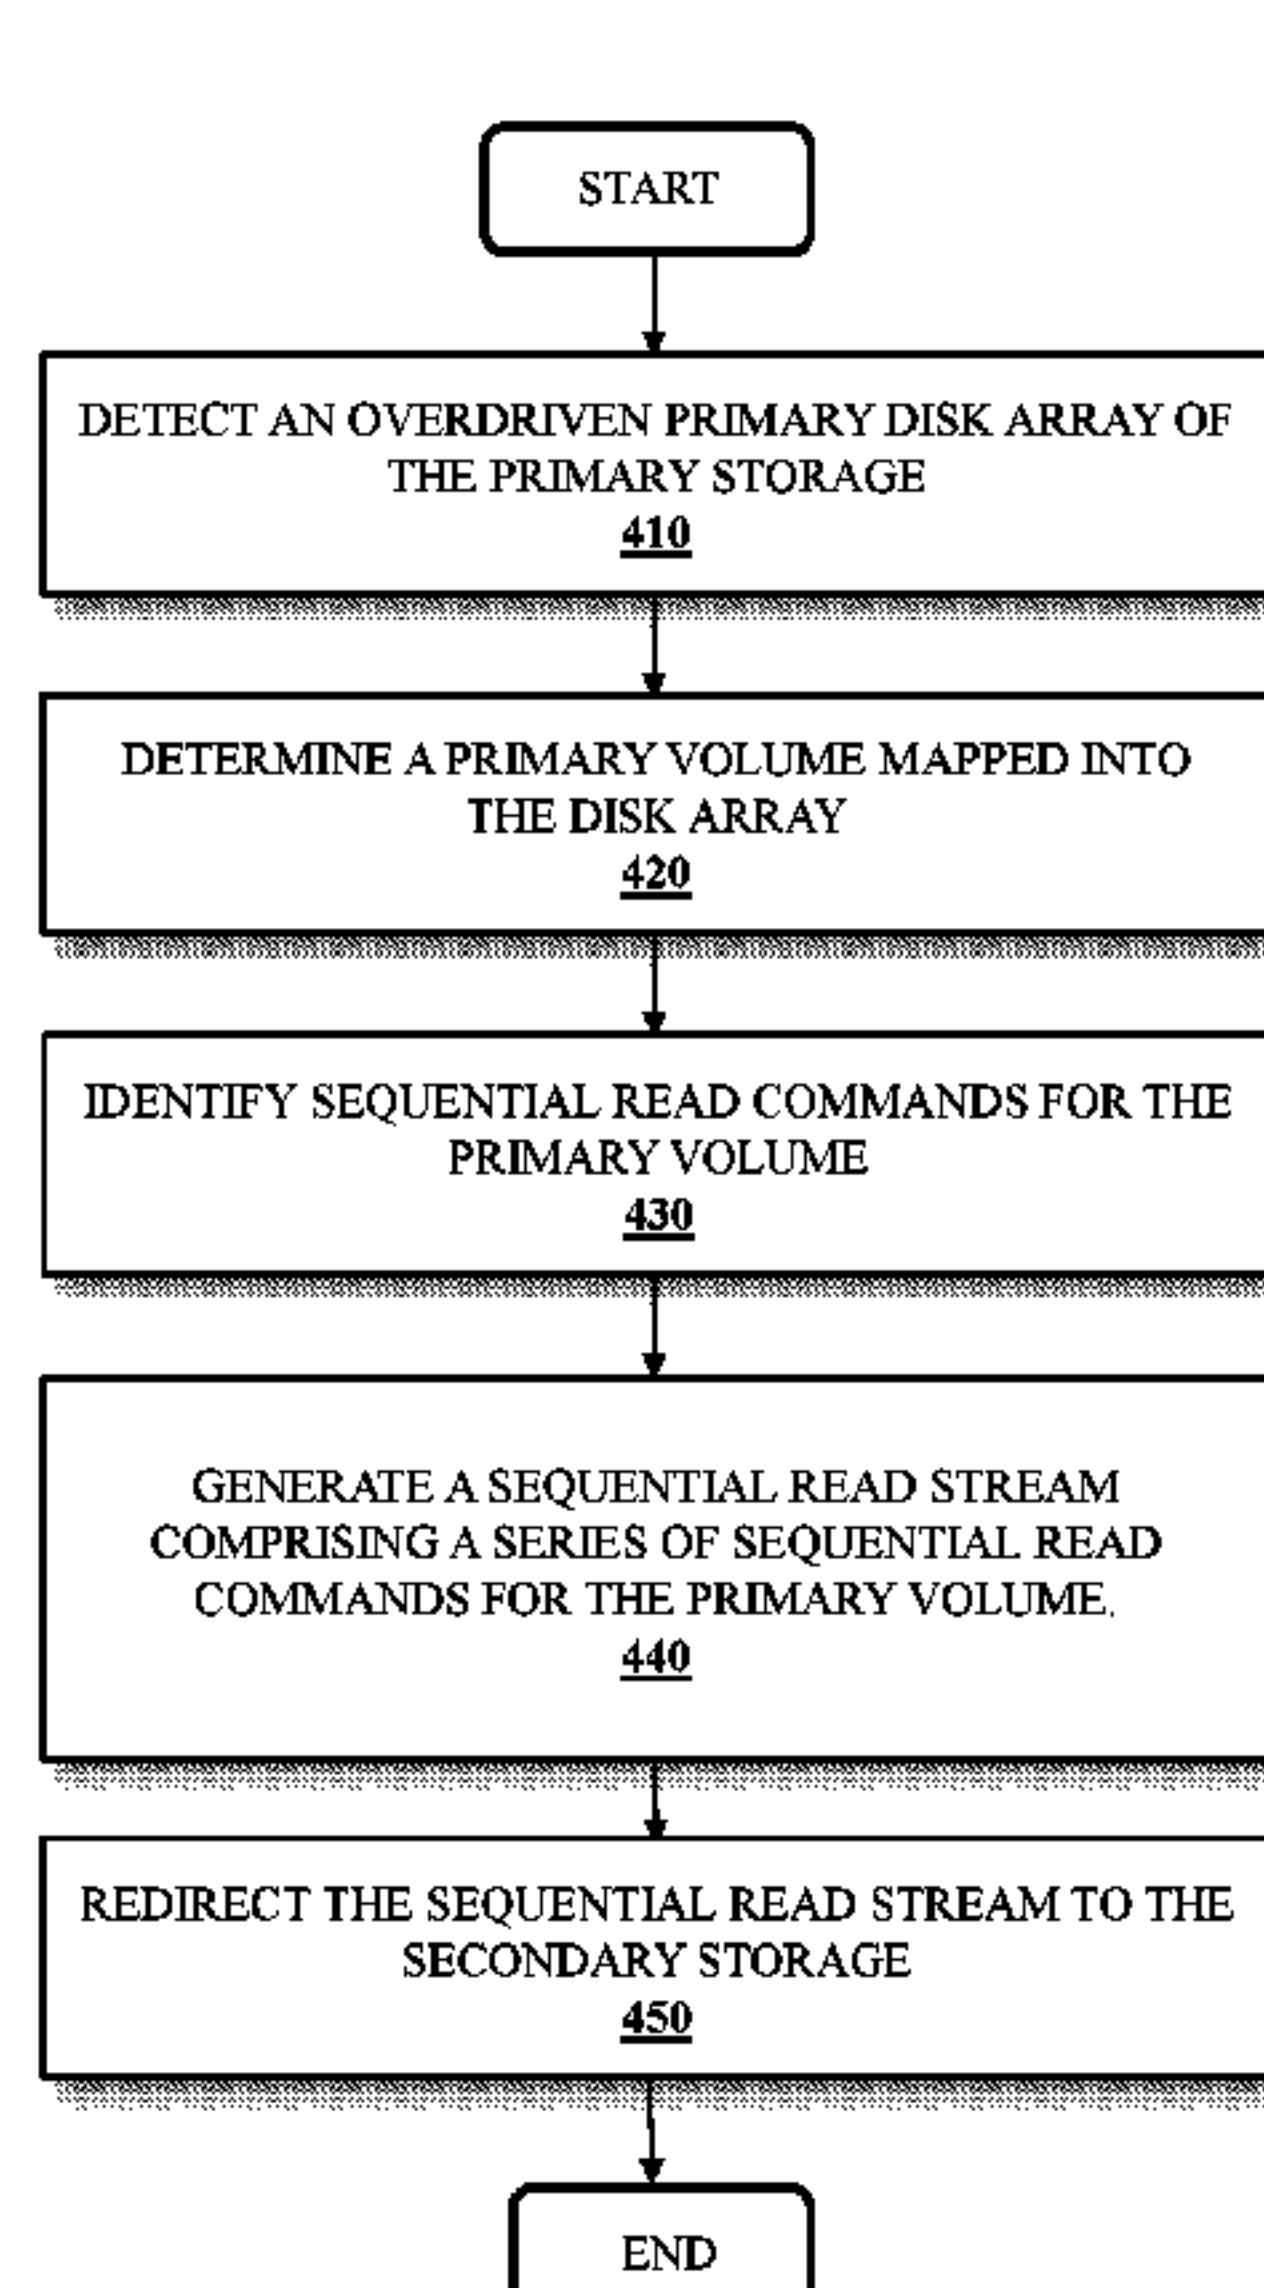 START
DETECT AN OVERDRIVEN PRIMARY DISK ARRAY OF
THE PRIMARY STORAGE
410
DETERMINE A PRIMARY VOLUME MAPPED INTO
THE DISK ARRAY
420
IDENTIFY SEQUENTIAL READ COMMANDS FOR THE
PRIMARY VOLUME
430
GENERATE A SEQUENTIAL READ STREAM
COMPRISING A SERIES OF SEQUENTIAL READ
COMMANDS FOR THE PRIMARY VOLUME.
440
REDIRECT THE SEQUENTIAL READ STREAM TO THE
SECONDARY STORAGE
450
END